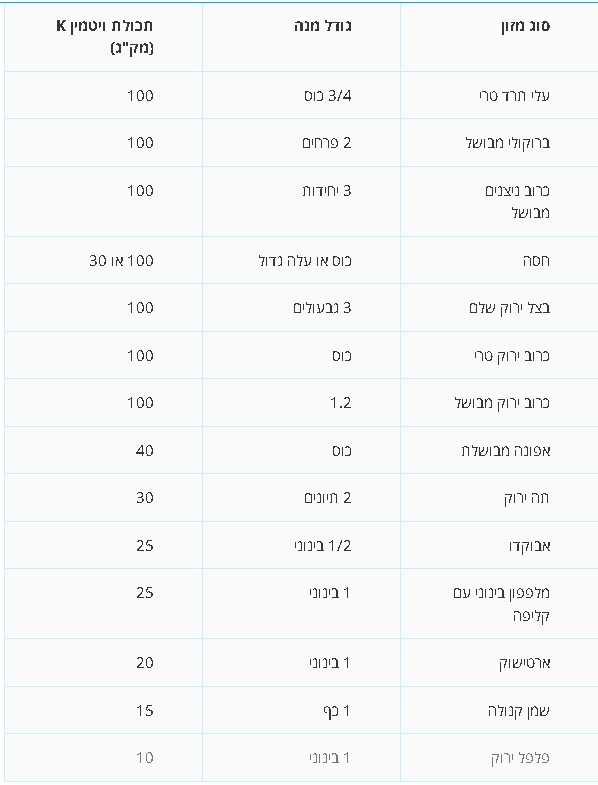 סוג מזון גודל מנה תכולת ויטמין K
(מק"ג)
עלי תרד טרי 3/4 כוס 100
ברוקולי מבושל 2 פרחים 100
כרוב ניצנים 3 יחידות 100
מבושל
חסה כוס או עלה גדול 100 או 30
בצל ירוק שלם 3 גבעולים 100
כרוב ירוק טרי כוס 100
כרוב ירוק מבושל 1.2 100
אפונה מבושלת כוס 40
תה ירוק 2 תיונים 30
אבוקדו 1/2 בינוני 25
מלפפון בינוני עם 1 בינוני 25
קליפה
ארטישוק 1 בינוני 20
שמן קנולה 1 כף 15
פלפל ירוק 1 בינוני 10